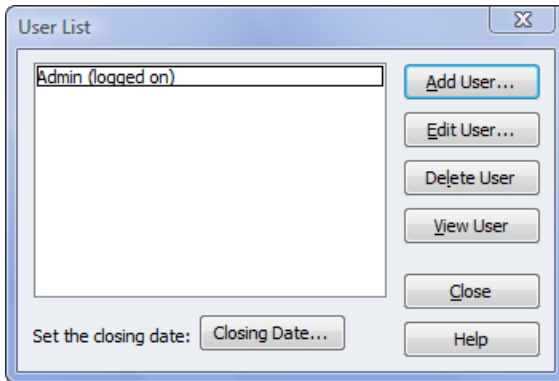 User List
Admin (logged on)
Add User...
Edit User...
Delete User
View User
Close
Set the closing date: Closing Date...
Help